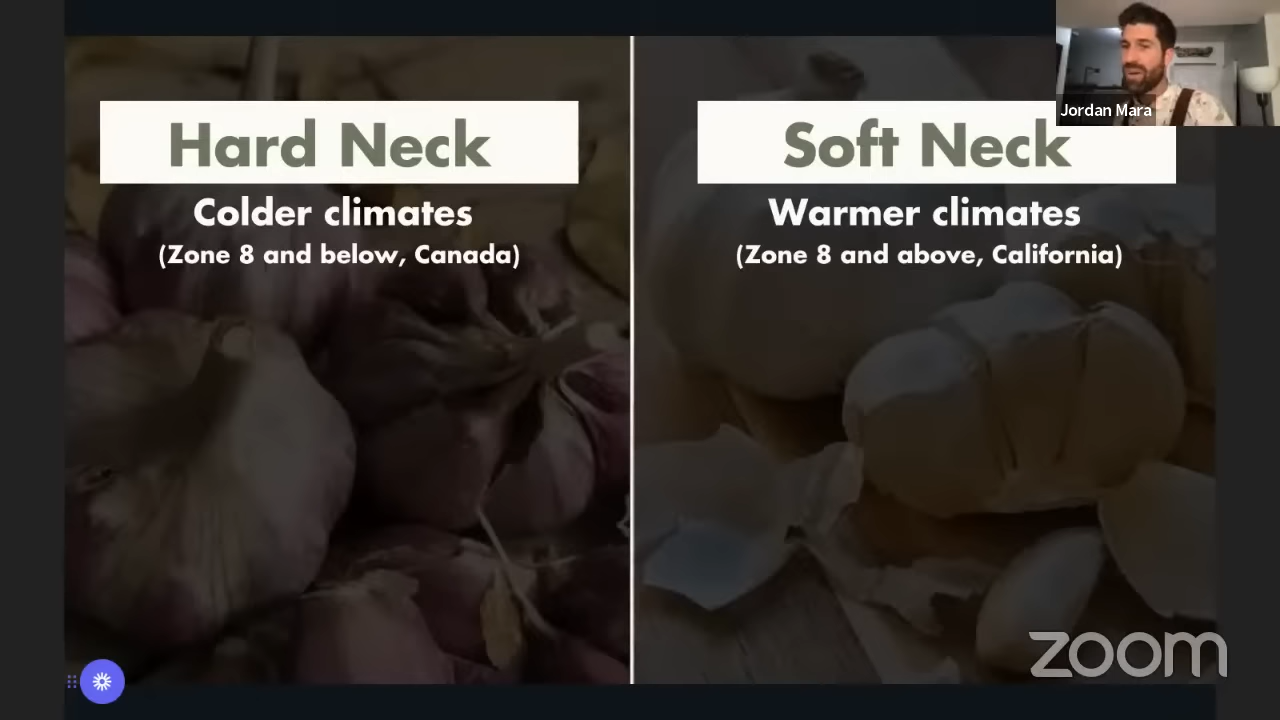 Hard Neck
Colder climates
(Zone 8 and below, Canada)
Soft Neck
Warmer climates
(Zone 8 and above, California)
Jordan Mara
zoom